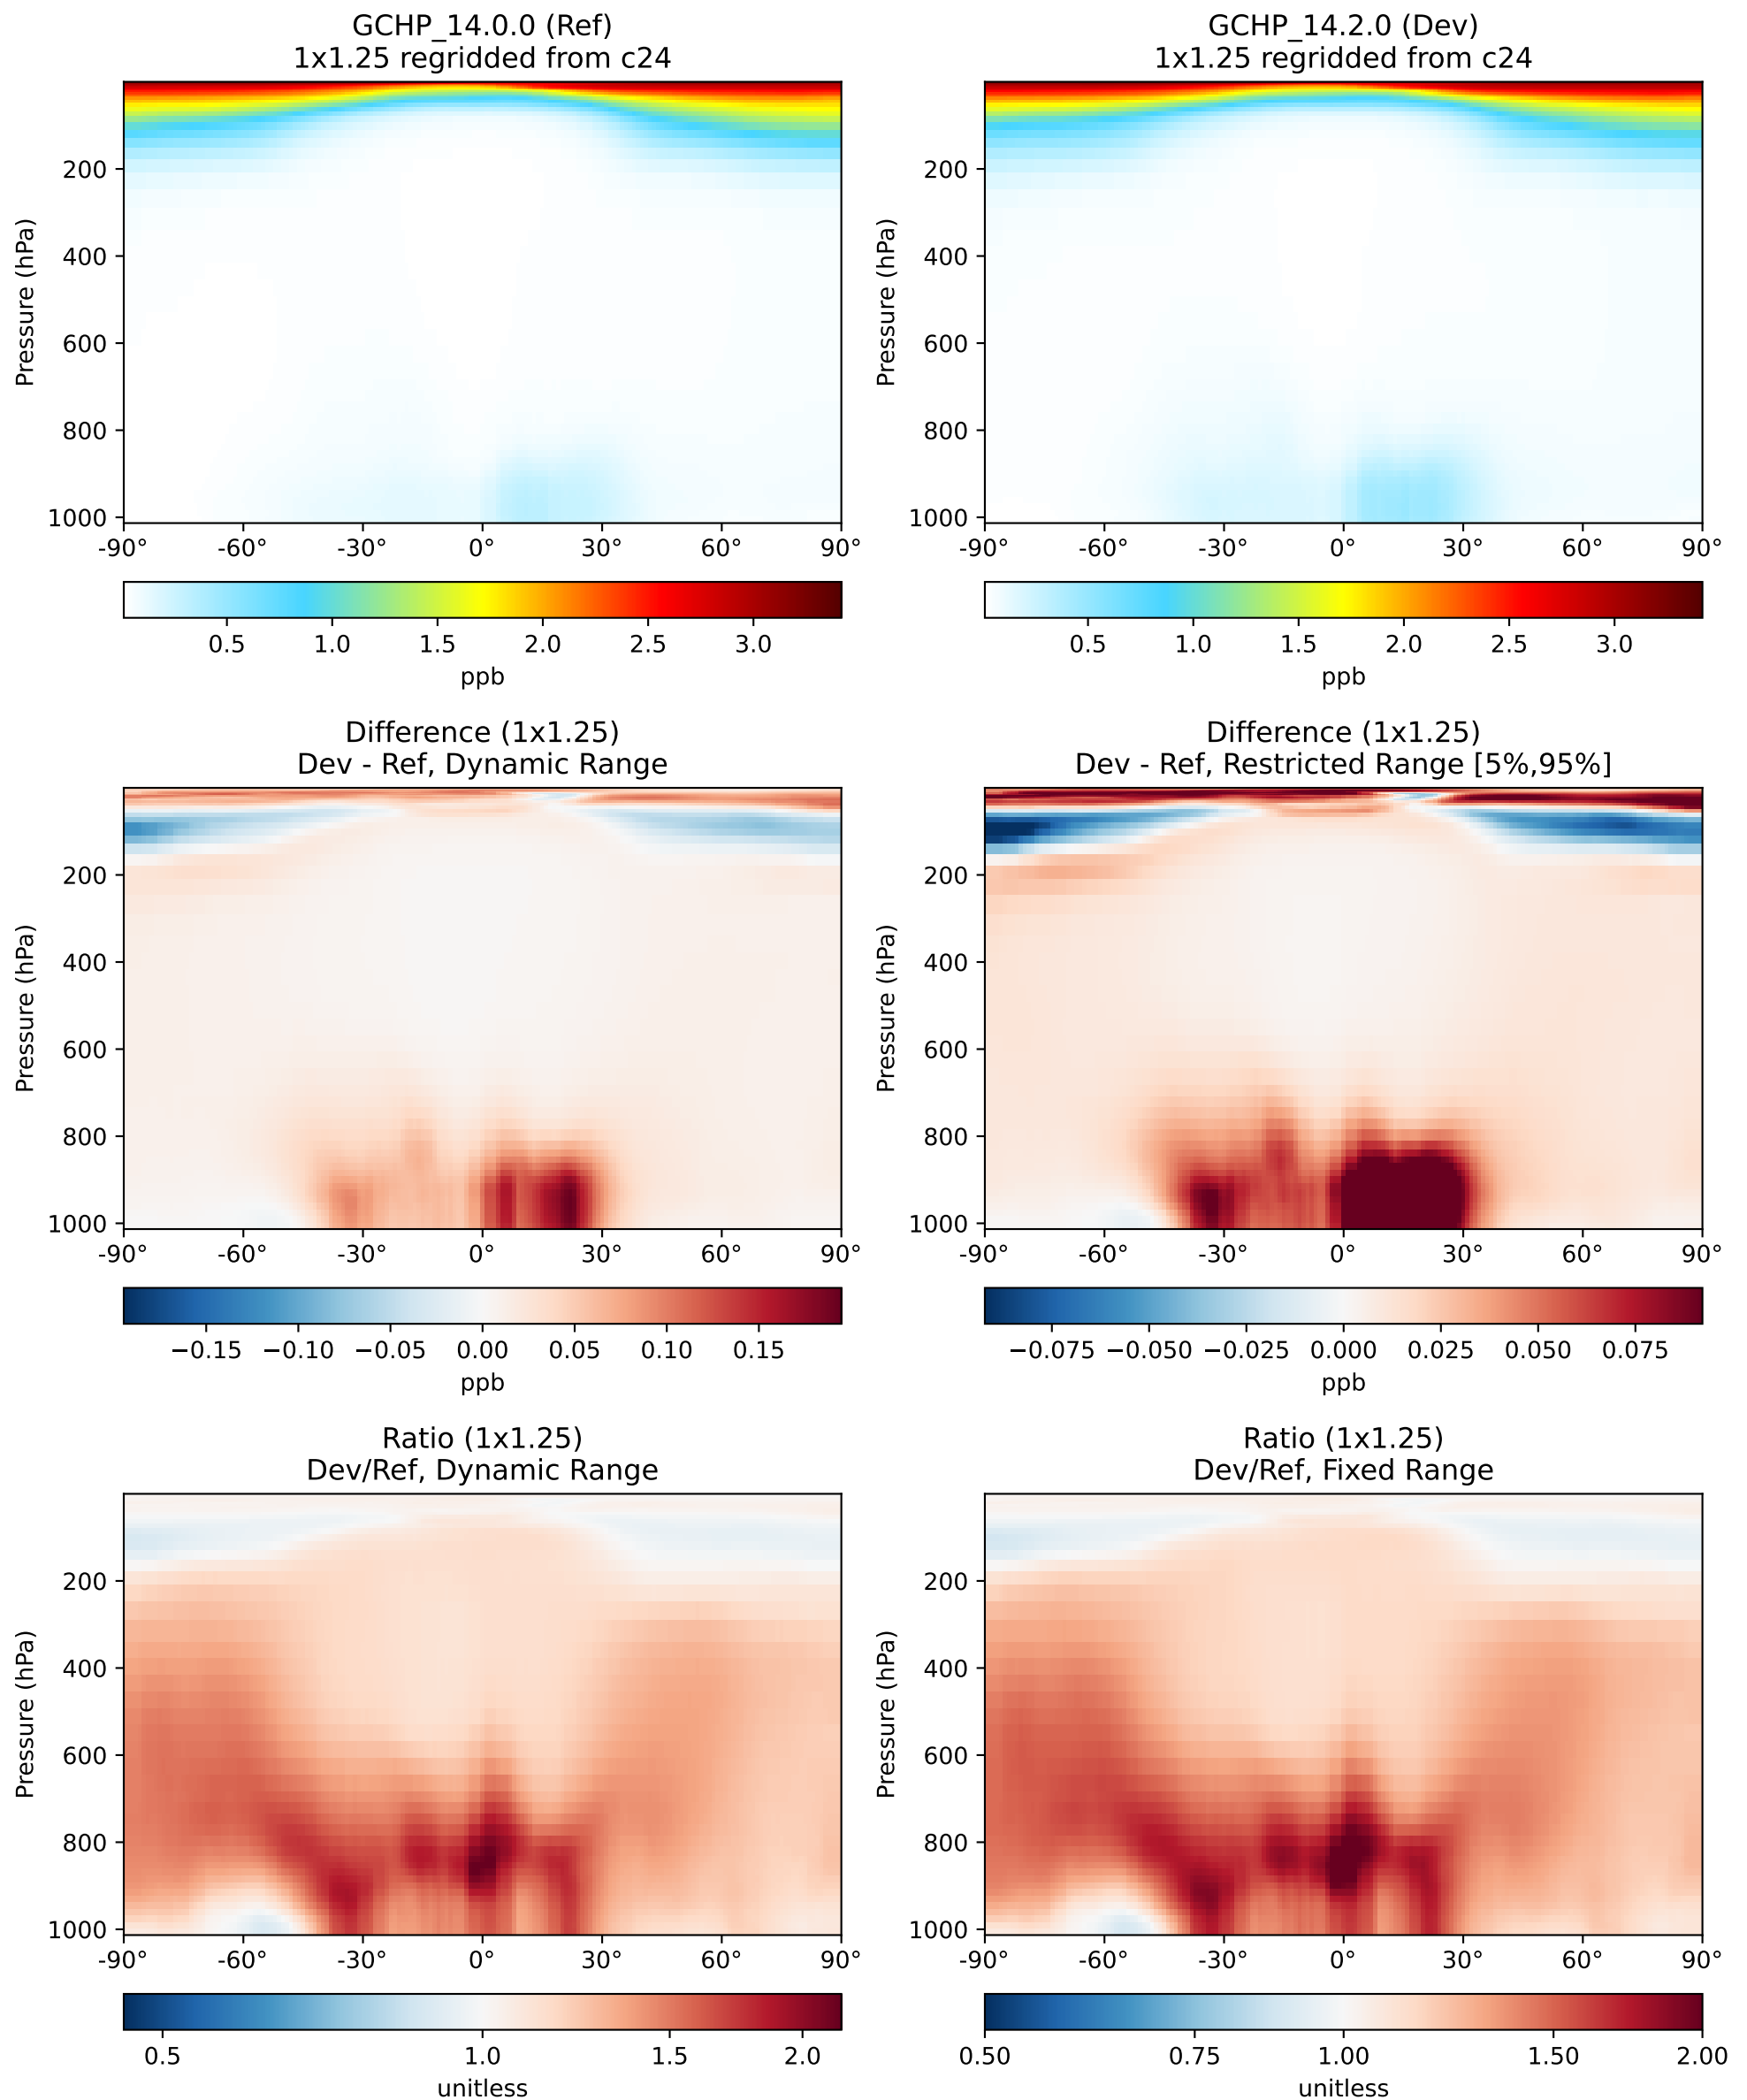 GCHP_14.0.0 (Ref)
1x1.25 regridded from c24
Pressure (hPa)
200
400
600
800
1000
-90° -60° -30° 0° 30° 60° 90°
0.5 1.0 1.5 2.0 2.5 3.0
ppb
GCHP_14.2.0 (Dev)
1x1.25 regridded from c24
Pressure (hPa)
200
400
600
800
1000
-90° -60° -30° 0° 30° 60° 90°
0.5 1.0 1.5 2.0 2.5 3.0
ppb
Difference (1x1.25)
Dev - Ref, Dynamic Range
Pressure (hPa)
200
400
600
800
1000
-90° -60° -30° 0° 30° 60° 90°
−0.15 −0.10 −0.05 0.00 0.05 0.10 0.15
ppb
Difference (1x1.25)
Dev - Ref, Restricted Range [5%,95%]
Pressure (hPa)
200
400
600
800
1000
-90° -60° -30° 0° 30° 60° 90°
−0.075 −0.050 −0.025 0.000 0.025 0.050 0.075
ppb
Ratio (1x1.25)
Dev/Ref, Dynamic Range
Pressure (hPa)
200
400
600
800
1000
-90° -60° -30° 0° 30° 60° 90°
0.5 1.0 1.5 2.0
unitless
Ratio (1x1.25)
Dev/Ref, Fixed Range
Pressure (hPa)
200
400
600
800
1000
-90° -60° -30° 0° 30° 60° 90°
0.50 0.75 1.00 1.50 2.00
unitless